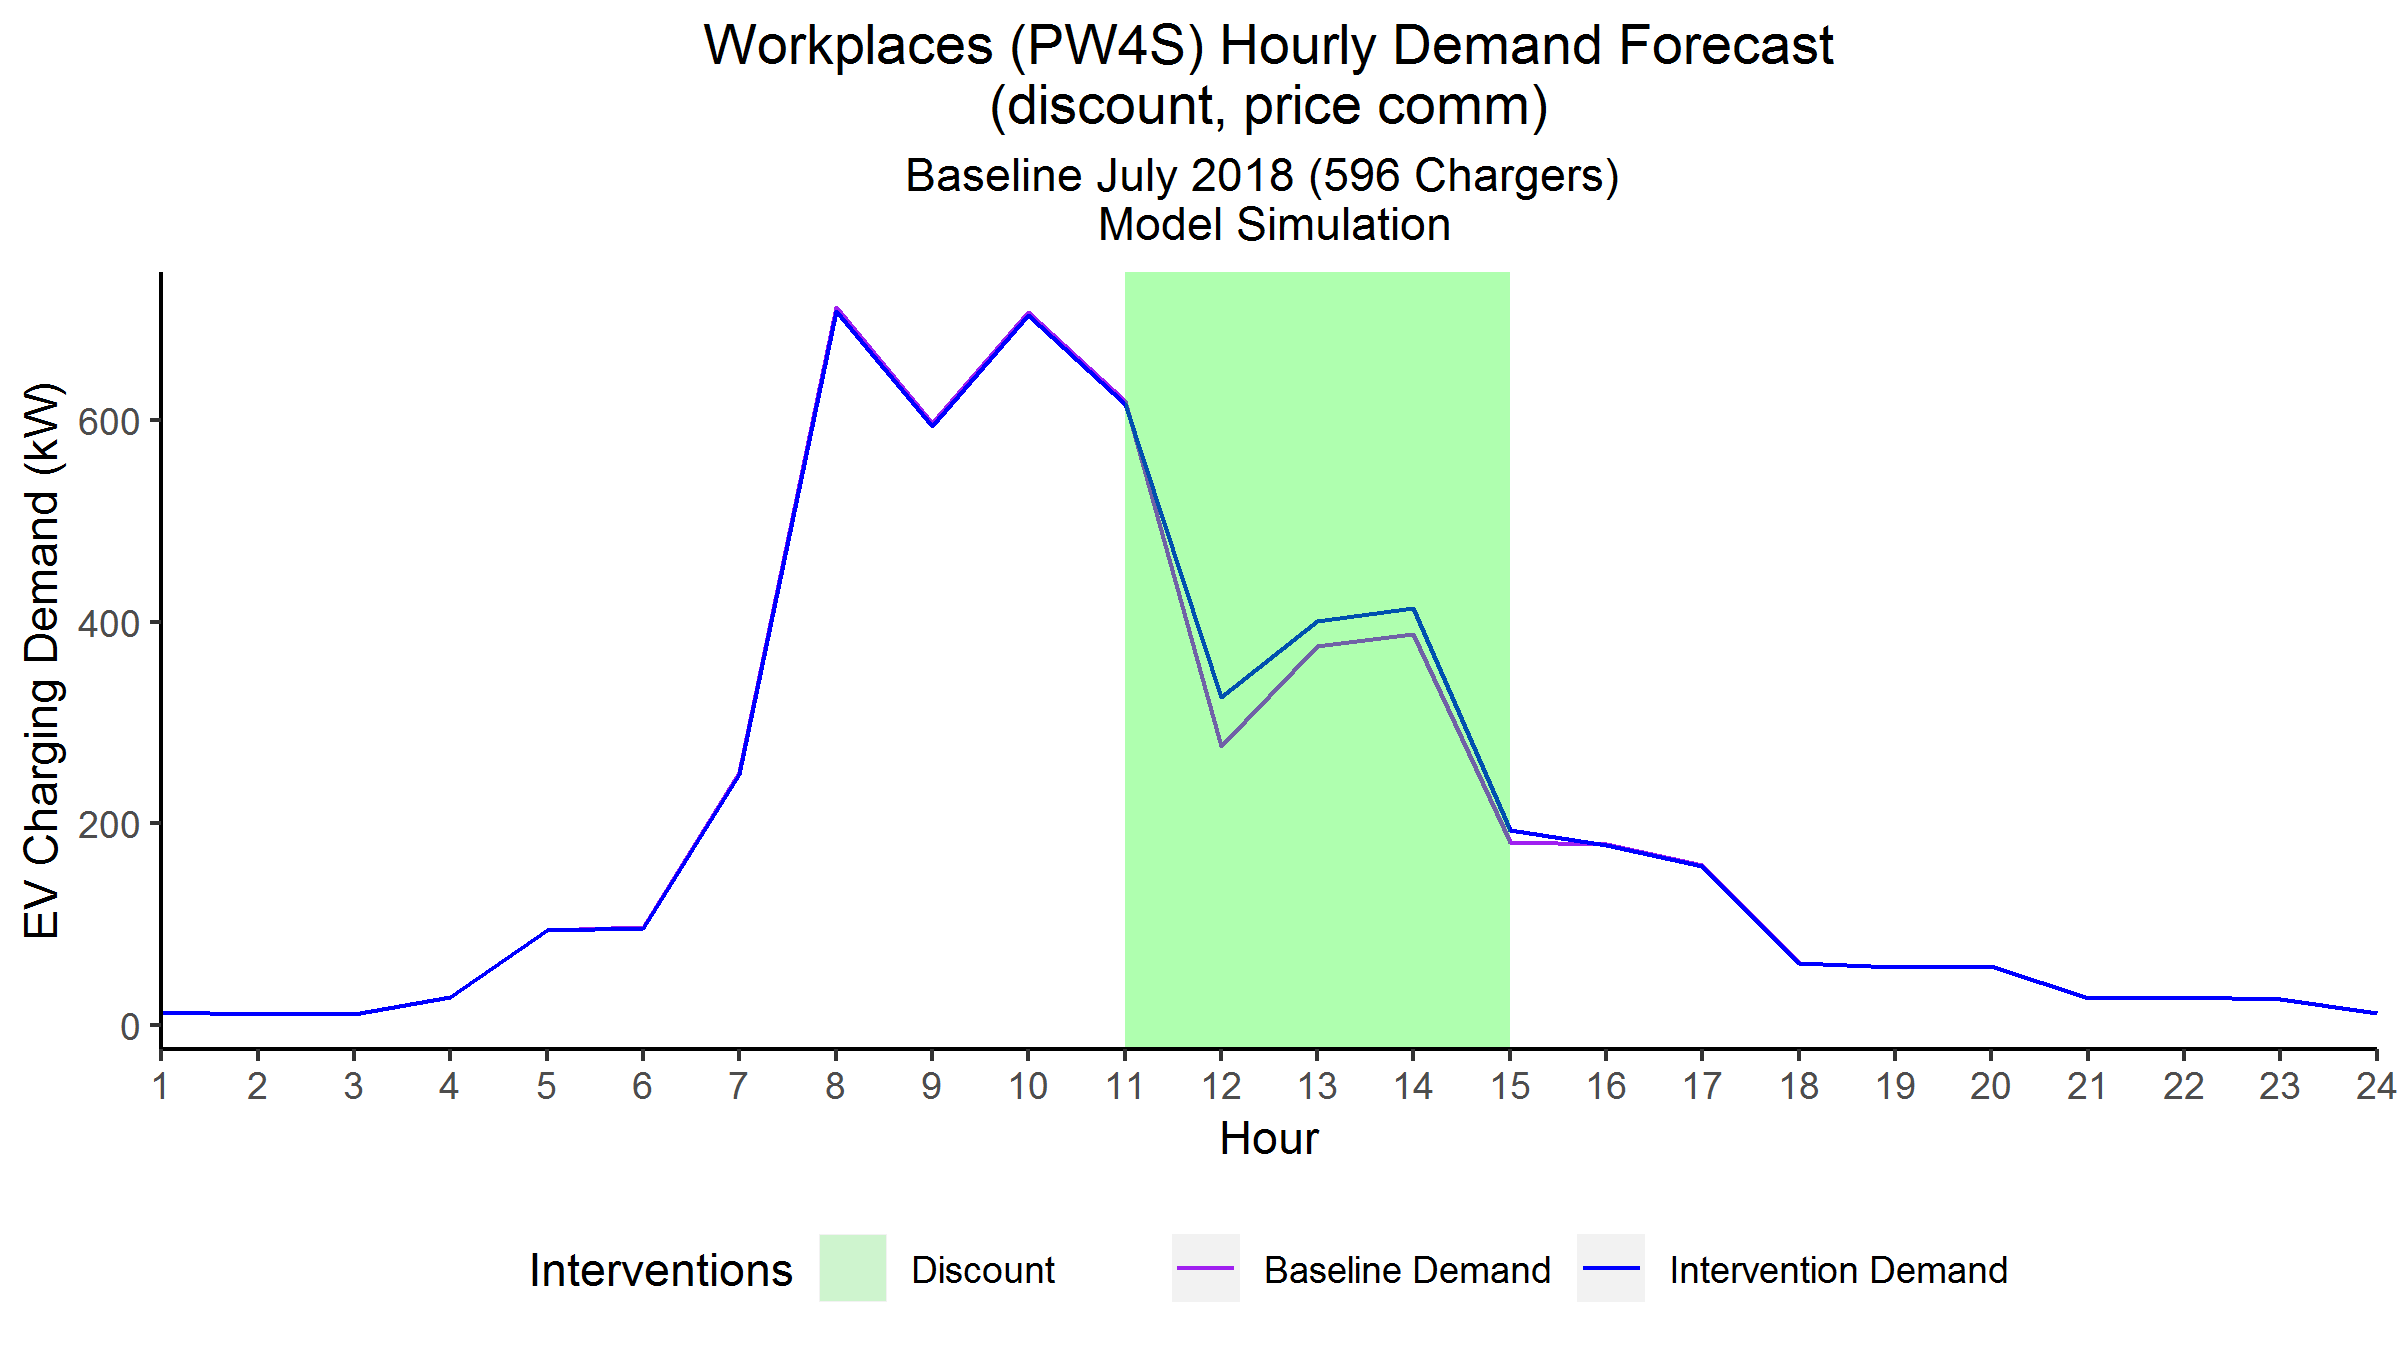 Workplaces (PW4S) Hourly Demand Forecast
(discount, price comm)
Baseline July 2018 (596 Chargers)
Model Simulation
EV Charging Demand (kW)
600
400
200
0
1 2 3 4 5 6 7 8 9 10 11 12 13 14 15 16 17 18 19 20 21 22 23 24
Hour
Interventions Discount Baseline Demand Intervention Demand